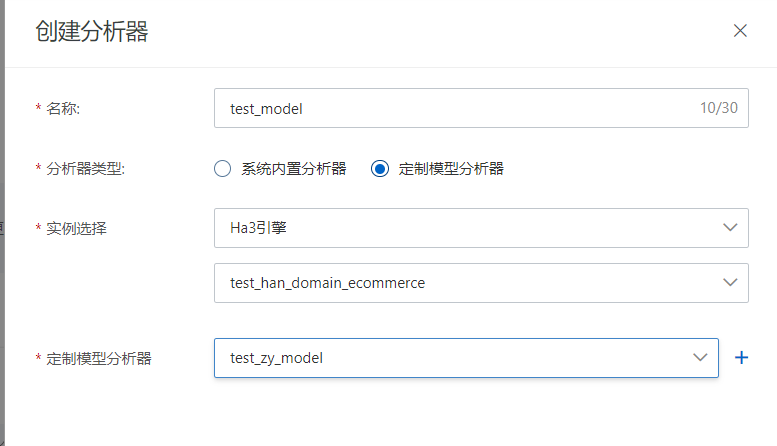 创建分析器
* 名称: test_model 10/30
* 分析器类型: 系统内置分析器 定制模型分析器
* 实例选择 Ha3引擎
test_han_domain_ecommerce
* 定制模型分析器 test_zy_model